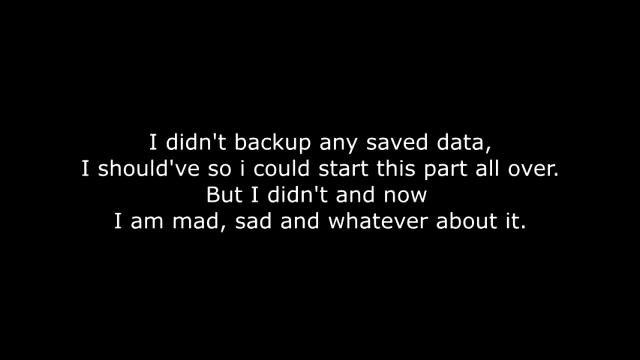 I didn't backup any saved data,
I should've so i could start this part all over.
But I didn't and now
I am mad, sad and whatever about it.